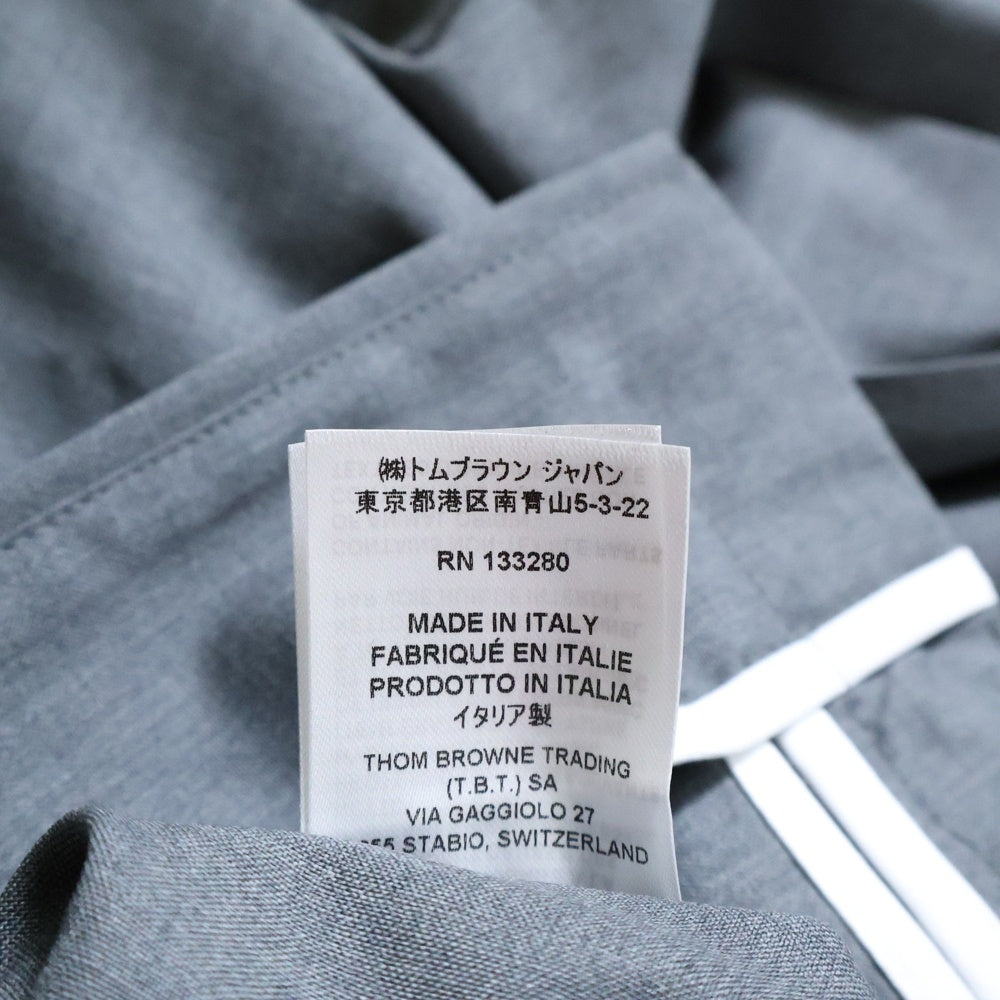 ㈱トムブラウン ジャパン
東京都港区南青山5-3-22
RN 133280
MADE IN ITALY
FABRIQUÉ EN ITALIE
PRODOTTO IN ITALIA
イタリア製
THOM BROWNE TRADING
(T.B.T.) SA
VIA GAGGIOLO 27
STABIO, SWITZERLAND